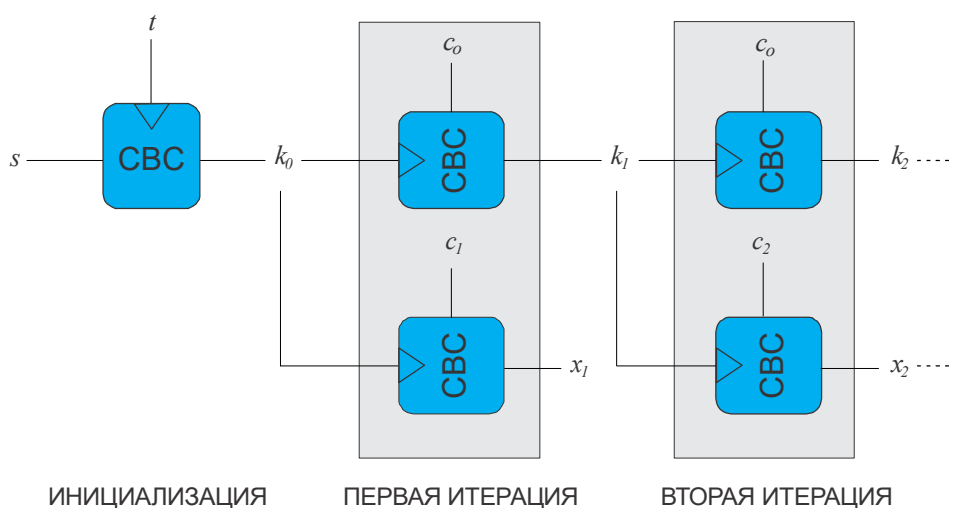 t
c₀
c₀
s
СВС
k₀
СВС
k₁
СВС
k₂
c₁
c₂
СВС
x₁
СВС
x₂
ИНИЦИАЛИЗАЦИЯ
ПЕРВАЯ ИТЕРАЦИЯ
ВТОРАЯ ИТЕРАЦИЯ